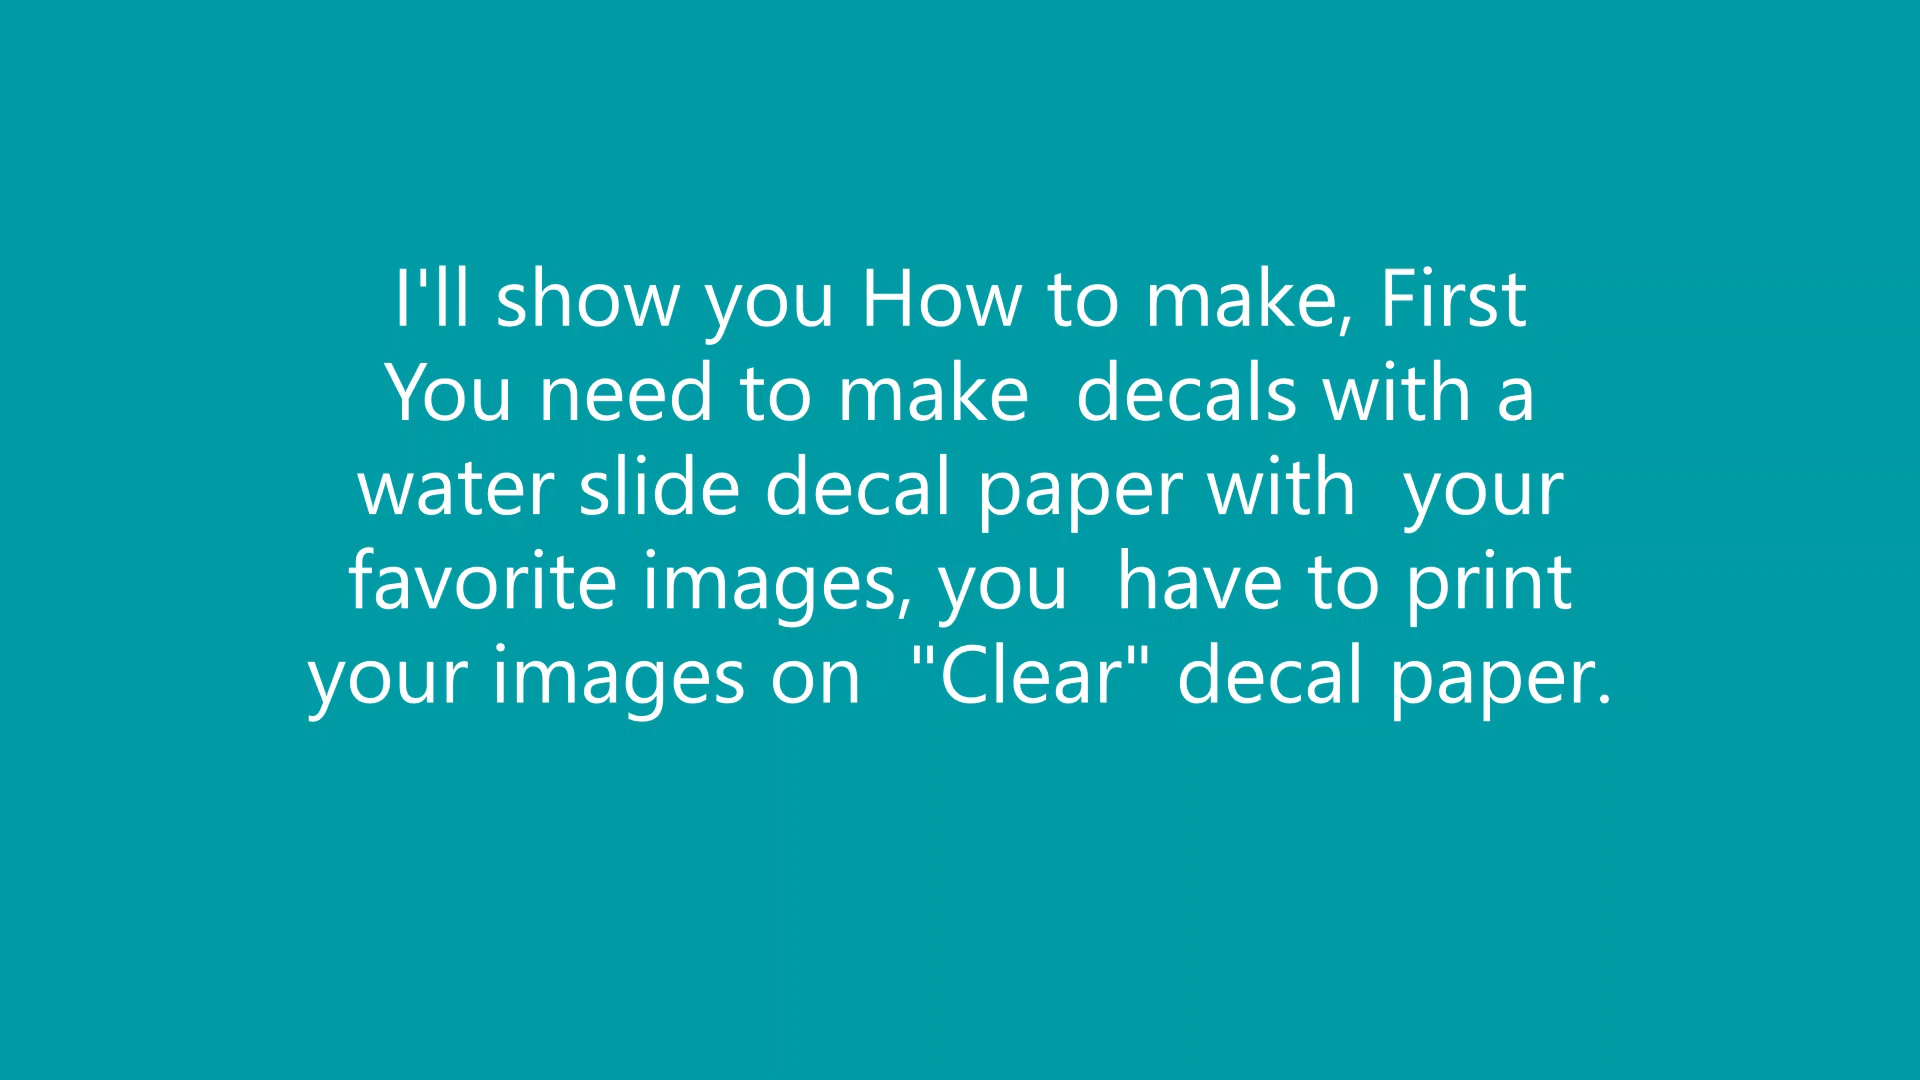 I'll show you How to make, First
You need to make  decals with a
water slide decal paper with  your
favorite images, you  have to print
your images on  "Clear" decal paper.